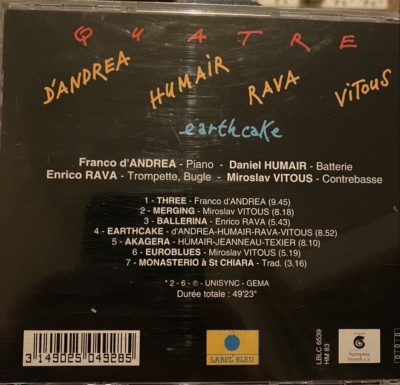 QUATRE
D'ANDREA HUMAIR RAVA VITOUS
earthcake
Franco d'ANDREA - Piano - Daniel HUMAIR - Batterie
Enrico RAVA - Trompette, Bugle - Miroslav VITOUS - Contrebasse
1 - THREE - Franco d'ANDREA (9.45)
2 - MERGING - Miroslav VITOUS (8.18)
3 - BALLERINA - Enrico RAVA (5.43)
4 - EARTHCAKE - d'ANDREA-HUMAIR-RAVA-VITOUS (8.52)
5 - AKAGERA - HUMAIR-JEANNEAU-TEXIER (8.10)
6 - EUROBLUES - Miroslav VITOUS (5.19)
7 - MONASTERIO à St CHIARA - Trad. (3.16)
* 2 - 6 - ℗ - UNISYNC - GEMA
Durée totale : 49'23"
3 149025 049285
LABEL BLEU
harmonia mundi s.a.
LBLC 6539
HM 83